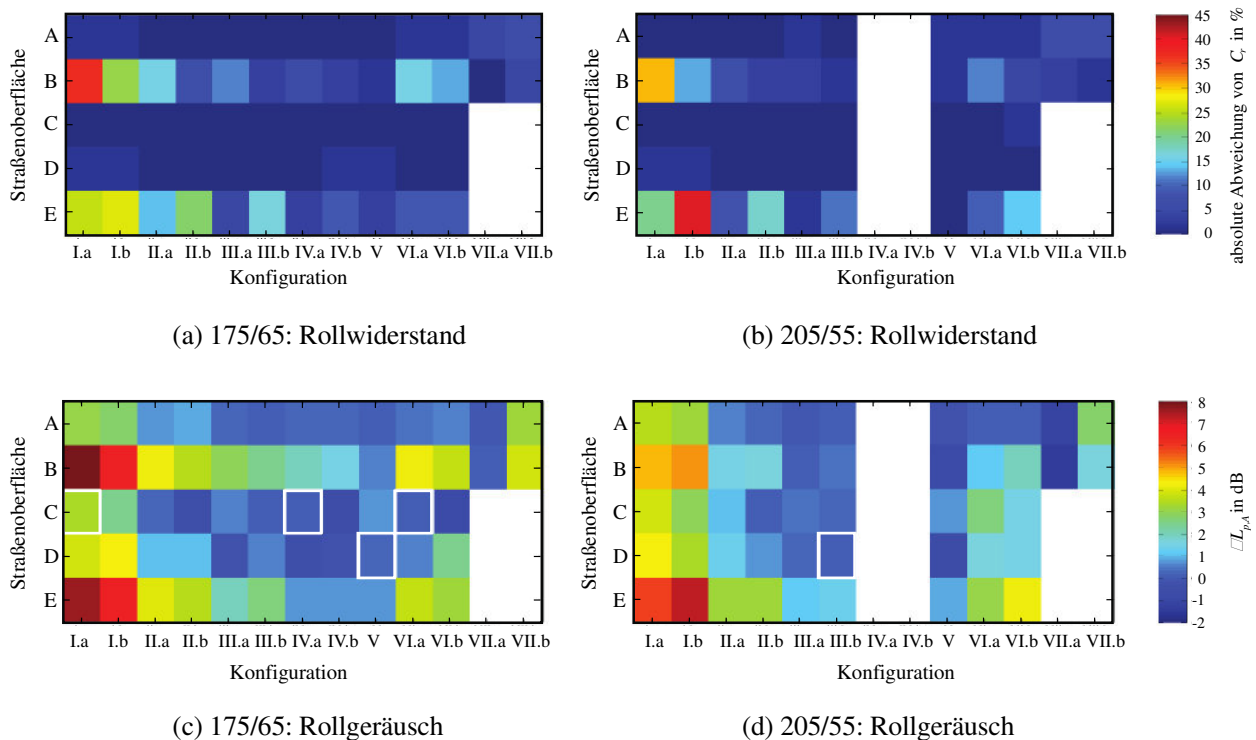 Straßenoberfläche
A
B
C
D
E
I.a I.b II.a II.b III.a III.b IV.a IV.b V VI.a VI.b VII.a VII.b
Konfiguration
(a) 175/65: Rollwiderstand
Straßenoberfläche
A
B
C
D
E
I.a I.b II.a II.b III.a III.b IV.a IV.b V VI.a VI.b VII.a VII.b
Konfiguration
(b) 205/55: Rollwiderstand
45
40
35
30
25
20
15
10
5
0
absolute Abweichung von Cr in %
Straßenoberfläche
A
B
C
D
E
I.a I.b II.a II.b III.a III.b IV.a IV.b V VI.a VI.b VII.a VII.b
Konfiguration
(c) 175/65: Rollgeräusch
Straßenoberfläche
A
B
C
D
E
I.a I.b II.a II.b III.a III.b IV.a IV.b V VI.a VI.b VII.a VII.b
Konfiguration
(d) 205/55: Rollgeräusch
8
7
6
5
4
3
2
1
0
-1
-2
□Lp,A in dB